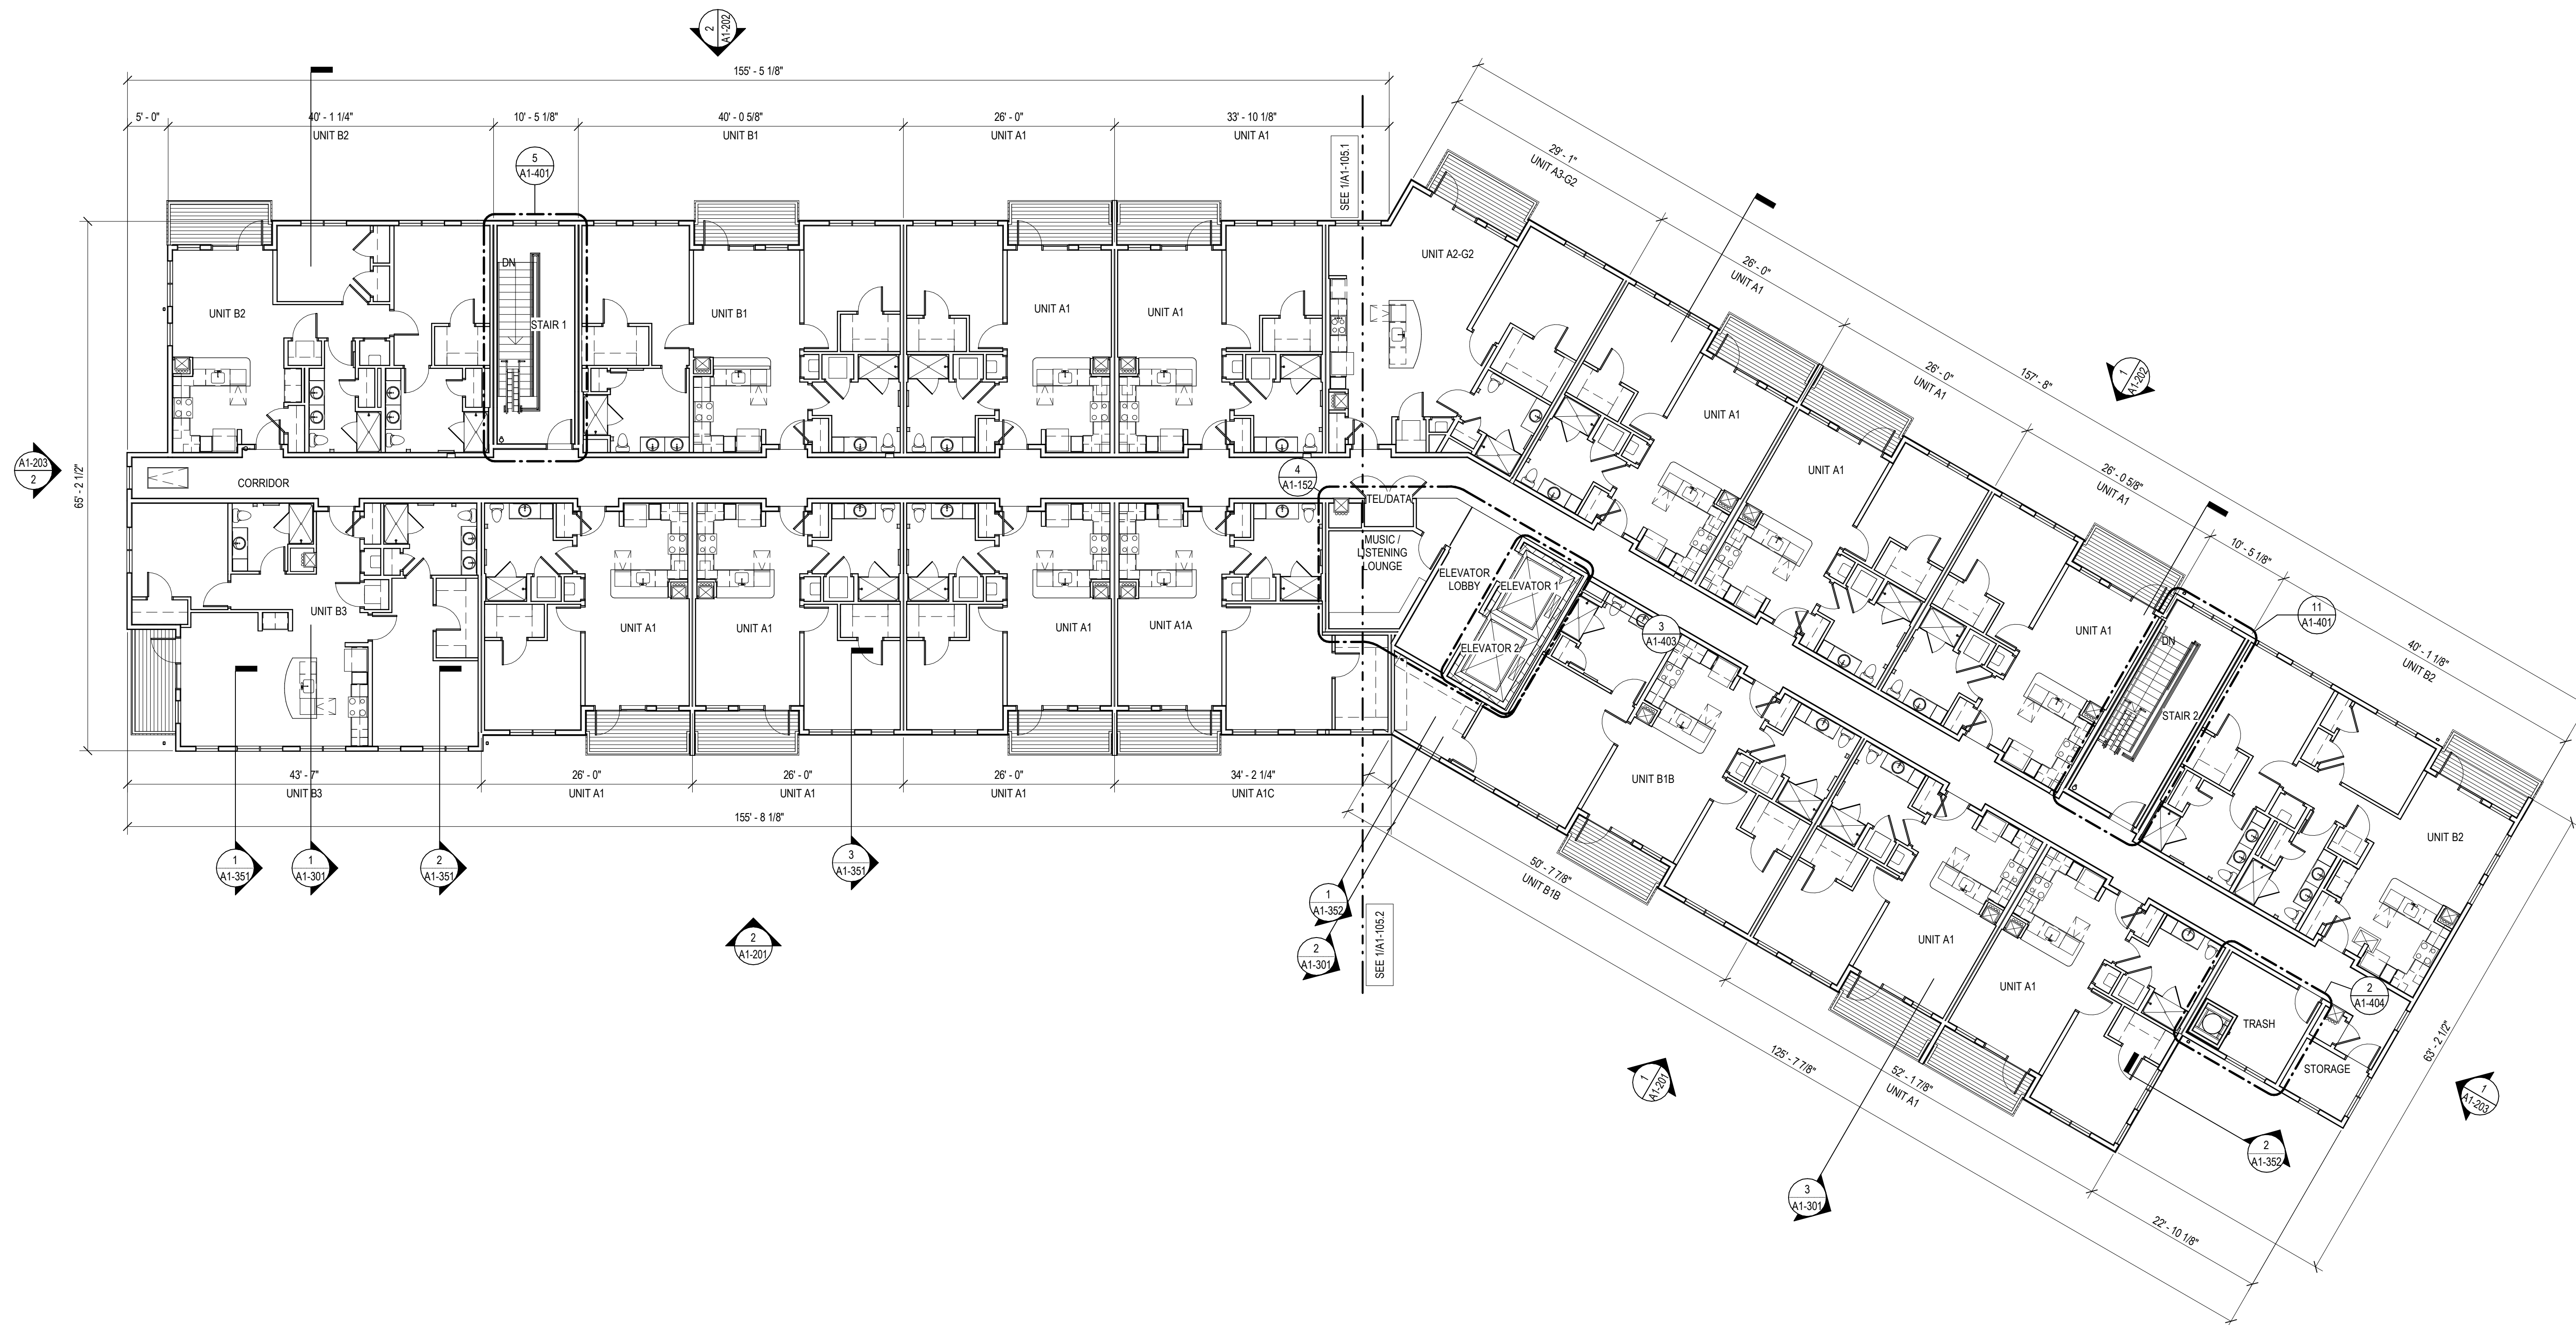 2
A1-202
155' - 5 1/8"
5' - 0"
40' - 1 1/4"
UNIT B2
10' - 5 1/8"
40' - 0 5/8"
UNIT B1
26' - 0"
UNIT A1
33' - 10 1/8"
UNIT A1
5
A1-401
SEE 1/A1-105.1
29' - 1"
UNIT A3-G2
26' - 0"
UNIT A1
26' - 0"
UNIT A1
157' - 8"
26' - 0 5/8"
UNIT A1
10' - 5 1/8"
40' - 1 1/8"
UNIT B2
1
A1-202
11
A1-401
UNIT B2
DN
STAIR 1
UNIT B1
UNIT A1
UNIT A1
UNIT A2-G2
UNIT A1
UNIT A1
UNIT A1
DN
STAIR 2
UNIT B2
A1-203
2
65' - 2 1/2"
CORRIDOR
4
A1-152
TEL/DATA
MUSIC /
LISTENING
LOUNGE
ELEVATOR
LOBBY
ELEVATOR 1
ELEVATOR 2
3
A1-403
UNIT B3
UNIT A1
UNIT A1
UNIT A1
UNIT A1A
UNIT B1B
UNIT A1
UNIT A1
TRASH
STORAGE
2
A1-404
43' - 7"
UNIT B3
26' - 0"
UNIT A1
26' - 0"
UNIT A1
26' - 0"
UNIT A1
34' - 2 1/4"
UNIT A1C
155' - 8 1/8"
1
A1-351
1
A1-301
2
A1-351
3
A1-351
2
A1-201
1
A1-352
2
A1-301
SEE 1/A1-105.2
50' - 7 7/8"
UNIT B1B
125' - 7 7/8"
52' - 1 7/8"
UNIT A1
22' - 10 1/8"
63' - 2 1/2"
1
A1-201
3
A1-301
2
A1-352
1
A1-203